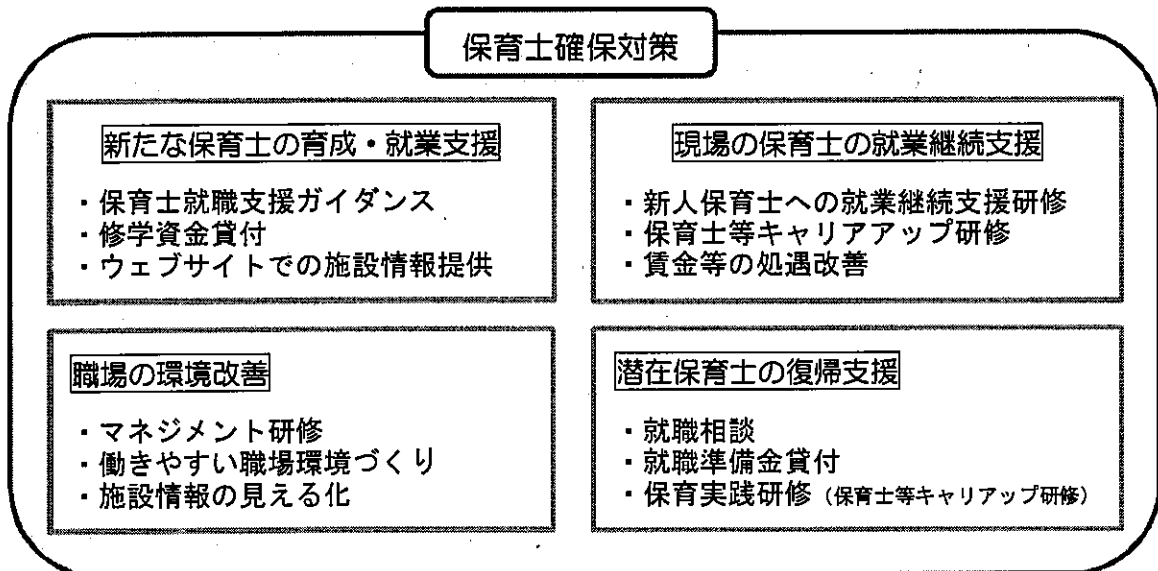 保育士確保対策
新たな保育士の育成・就業支援
・保育士就職支援ガイダンス
・修学資金貸付
・ウェブサイトでの施設情報提供
現場の保育士の就業継続支援
・新人保育士への就業継続支援研修
・保育士等キャリアアップ研修
・賃金等の処遇改善
職場の環境改善
・マネジメント研修
・働きやすい職場環境づくり
・施設情報の見える化
潜在保育士の復帰支援
・就職相談
・就職準備金貸付
・保育実践研修（保育士等キャリアップ研修）